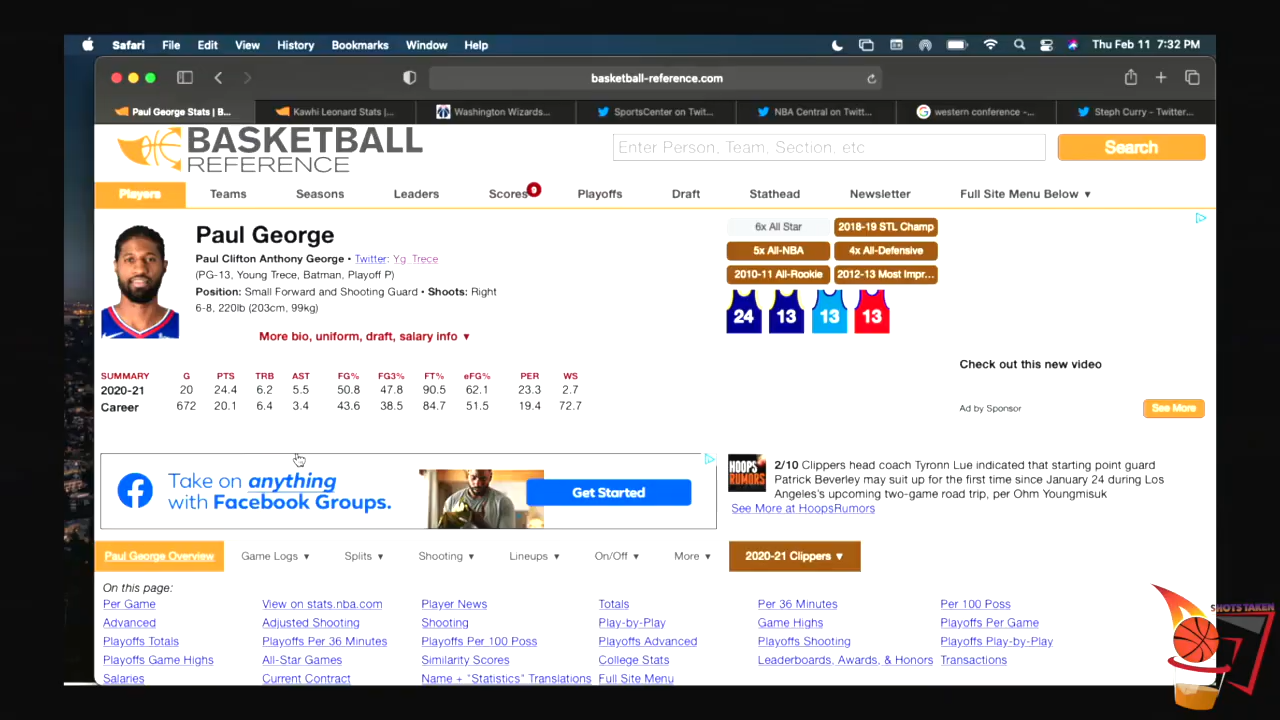 Safari File Edit View History Bookmarks Window Help Thu Feb 11 7:32 PM
basketball-reference.com
Paul George Stats | B... Kawhi Leonard Stats |... Washington Wizards... SportsCenter on Twit... NBA Central on Twitt... western conference -... Steph Curry - Twitter...
BASKETBALL
REFERENCE
Enter Person, Team, Section, etc
Search
Players Teams Seasons Leaders Scores 9 Playoffs Draft Stathead Newsletter Full Site Menu Below ▼
Paul George
Paul Clifton Anthony George • Twitter: Yg_Trece
(PG-13, Young Trece, Batman, Playoff P)
Position: Small Forward and Shooting Guard • Shoots: Right
6-8, 220lb (203cm, 99kg)
More bio, uniform, draft, salary info ▼
6x All Star 2018-19 STL Champ
5x All-NBA 4x All-Defensive
2010-11 All-Rookie 2012-13 Most Impr...
24 13 13 13
SUMMARY G PTS TRB AST FG% FG3% FT% eFG% PER WS
2020-21 20 24.4 6.2 5.5 50.8 47.8 90.5 62.1 23.3 2.7
Career 672 20.1 6.4 3.4 43.6 38.5 84.7 51.5 19.4 72.7
Check out this new video
Ad by Sponsor
See More
Take on anything
with Facebook Groups.
Get Started
HOOPS
RUMORS
2/10 Clippers head coach Tyronn Lue indicated that starting point guard
Patrick Beverley may suit up for the first time since January 24 during Los
Angeles's upcoming two-game road trip, per Ohm Youngmisuk
See More at HoopsRumors
Paul George Overview Game Logs ▼ Splits ▼ Shooting ▼ Lineups ▼ On/Off ▼ More ▼ 2020-21 Clippers ▼
On this page:
Per Game View on stats.nba.com Player News Totals Per 36 Minutes Per 100 Poss
Advanced Adjusted Shooting Shooting Play-by-Play Game Highs Playoffs Per Game
Playoffs Totals Playoffs Per 36 Minutes Playoffs Per 100 Poss Playoffs Advanced Playoffs Shooting Playoffs Play-by-Play
Playoffs Game Highs All-Star Games Similarity Scores College Stats Leaderboards, Awards, & Honors Transactions
Salaries Current Contract Name + "Statistics" Translations Full Site Menu
SHOTS TAKEN